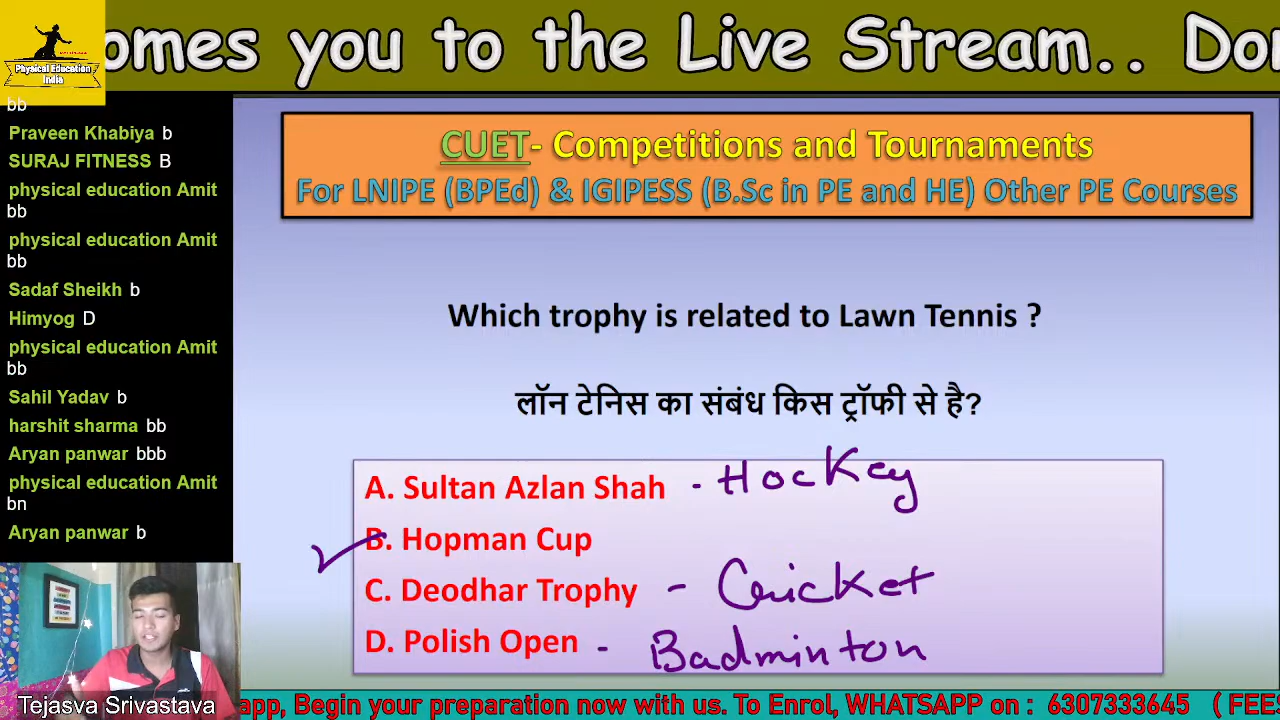 omes you to the Live Stream.. Do
Physical Education
India
bb
Praveen Khabiya b
SURAJ FITNESS B
physical education Amit
bb
physical education Amit
bb
Sadaf Sheikh b
Himyog D
physical education Amit
bb
Sahil Yadav b
harshit sharma bb
Aryan panwar bbb
physical education Amit
bn
Aryan panwar b
CUET- Competitions and Tournaments
For LNIPE (BPEd) & IGIPESS (B.Sc in PE and HE) Other PE Courses
Which trophy is related to Lawn Tennis ?
लॉन टेनिस का संबंध किस ट्रॉफी से है?
A. Sultan Azlan Shah - Hockey
B. Hopman Cup
C. Deodhar Trophy - Cricket
D. Polish Open - Badminton
Tejasva Srivastava
app, Begin your preparation now with us. To Enrol, WHATSAPP on : 6307333645 ( FEES